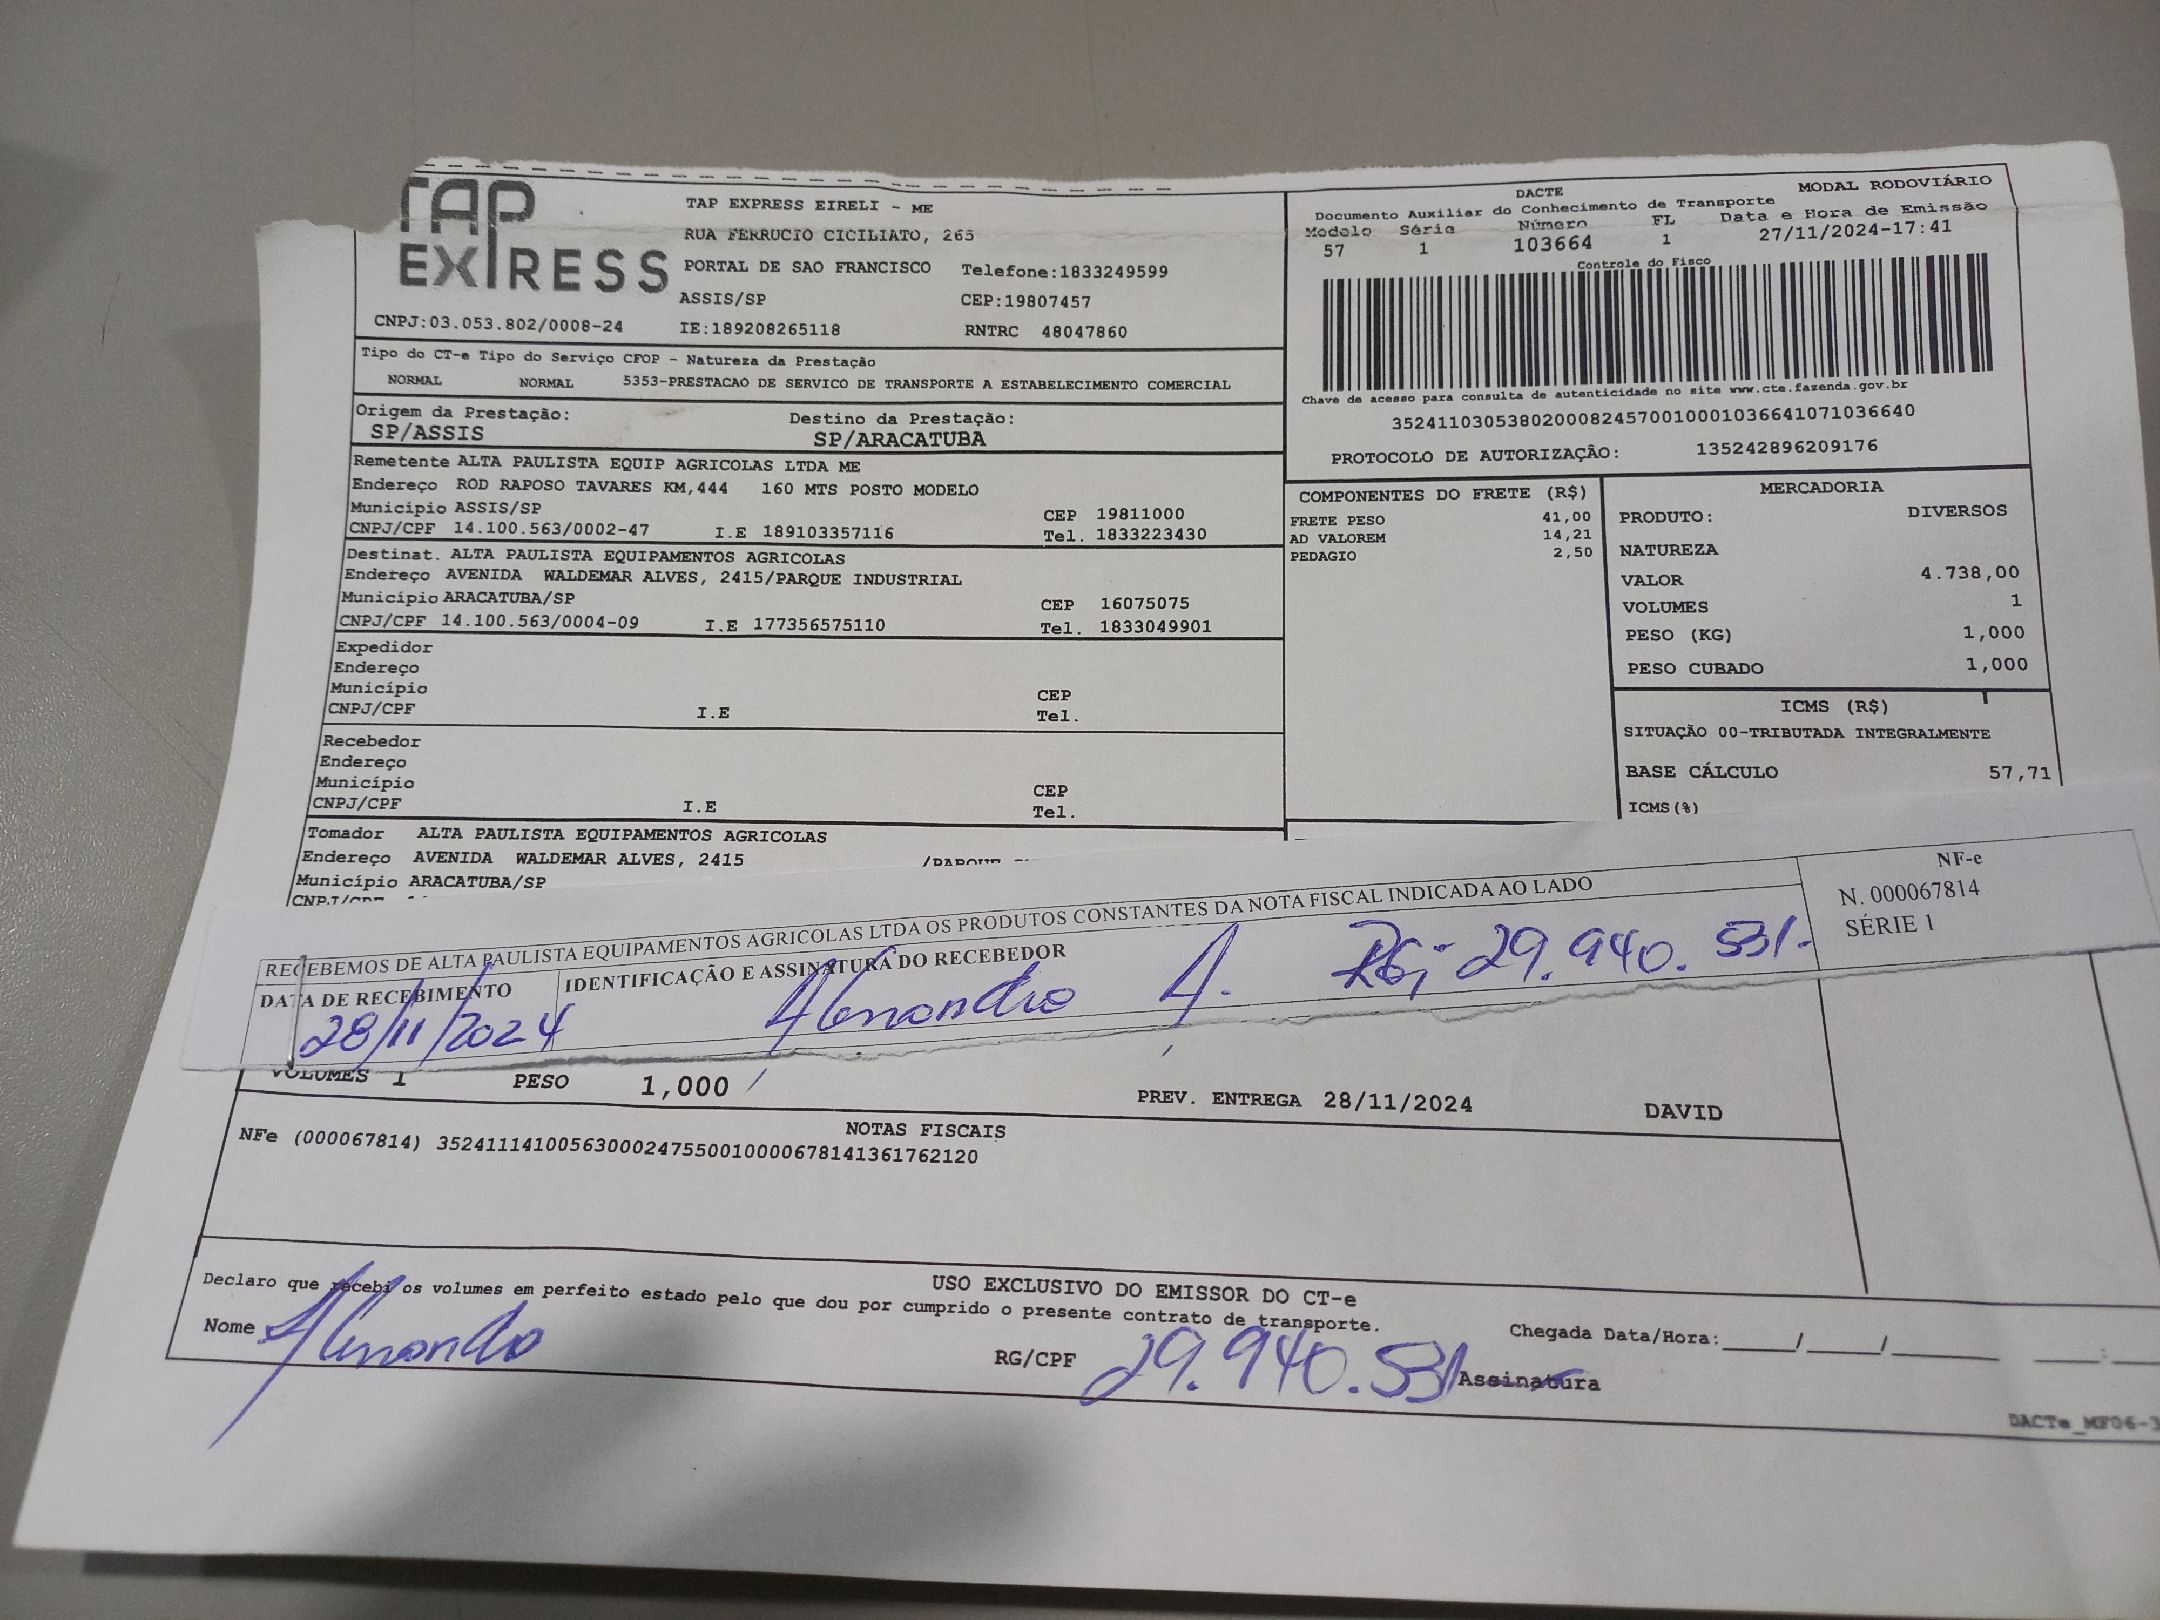 TAP
EXPRESS
CNPJ:03.053.802/0008-24
TAP EXPRESS EIRELI - ME
RUA FERRUCIO CICILIATO, 265
PORTAL DE SAO FRANCISCO Telefone:1833249599
ASSIS/SP CEP:19807457
IE:189208265118 RNTRC 48047860
DACTE MODAL RODOVIÁRIO
Documento Auxiliar do Conhecimento de Transporte
Modelo Séria Número FL Data e Hora de Emissão
57 1 103664 1 27/11/2024-17:41
Controle do Fisco
Chave de acesso para consulta de autenticidade no site www.cte.fazenda.gov.br
35241103053802000824570010001036641071036640
PROTOCOLO DE AUTORIZAÇÃO: 135242896209176
Tipo do CT-e Tipo do Serviço CFOP - Natureza da Prestação
NORMAL NORMAL 5353-PRESTACAO DE SERVICO DE TRANSPORTE A ESTABELECIMENTO COMERCIAL
Origem da Prestação: Destino da Prestação:
SP/ASSIS SP/ARACATUBA
Remetente ALTA PAULISTA EQUIP AGRICOLAS LTDA ME
Endereço ROD RAPOSO TAVARES KM,444 160 MTS POSTO MODELO
Município ASSIS/SP CEP 19811000
CNPJ/CPF 14.100.563/0002-47 I.E 189103357116 Tel. 1833223430
Destinat. ALTA PAULISTA EQUIPAMENTOS AGRICOLAS
Endereço AVENIDA WALDEMAR ALVES, 2415/PARQUE INDUSTRIAL
Município ARACATUBA/SP CEP 16075075
CNPJ/CPF 14.100.563/0004-09 I.E 177356575110 Tel. 1833049901
Expedidor
Endereço
Município CEP
CNPJ/CPF I.E Tel.
Recebedor
Endereço
Município CEP
CNPJ/CPF I.E Tel.
Tomador ALTA PAULISTA EQUIPAMENTOS AGRICOLAS
Endereço AVENIDA WALDEMAR ALVES, 2415
Município ARACATUBA/SP
COMPONENTES DO FRETE (R$)
FRETE PESO 41,00
AD VALOREM 14,21
PEDAGIO 2,50
MERCADORIA
PRODUTO: DIVERSOS
NATUREZA
VALOR 4.738,00
VOLUMES 1
PESO (KG) 1,000
PESO CUBADO 1,000
ICMS (R$)
SITUAÇÃO 00-TRIBUTADA INTEGRALMENTE
BASE CÁLCULO 57,71
ICMS(%)
RECEBEMOS DE ALTA PAULISTA EQUIPAMENTOS AGRICOLAS LTDA OS PRODUTOS CONSTANTES DA NOTA FISCAL INDICADA AO LADO
DATA DE RECEBIMENTO IDENTIFICAÇÃO E ASSINATURA DO RECEBEDOR
28/11/2024 Alexandro A. RG; 29.940.531-
NF-e
N. 000067814
SÉRIE 1
VOLUMES 1 PESO 1,000 PREV. ENTREGA 28/11/2024 DAVID
NOTAS FISCAIS
NFe (000067814) 35241114100563000247550010000678141361762120
USO EXCLUSIVO DO EMISSOR DO CT-e
Declaro que recebi os volumes em perfeito estado pelo que dou por cumprido o presente contrato de transporte.
Nome Alexandro RG/CPF 29.940.531 Assinatura
Chegada Data/Hora:_____/_____/_______ ____: